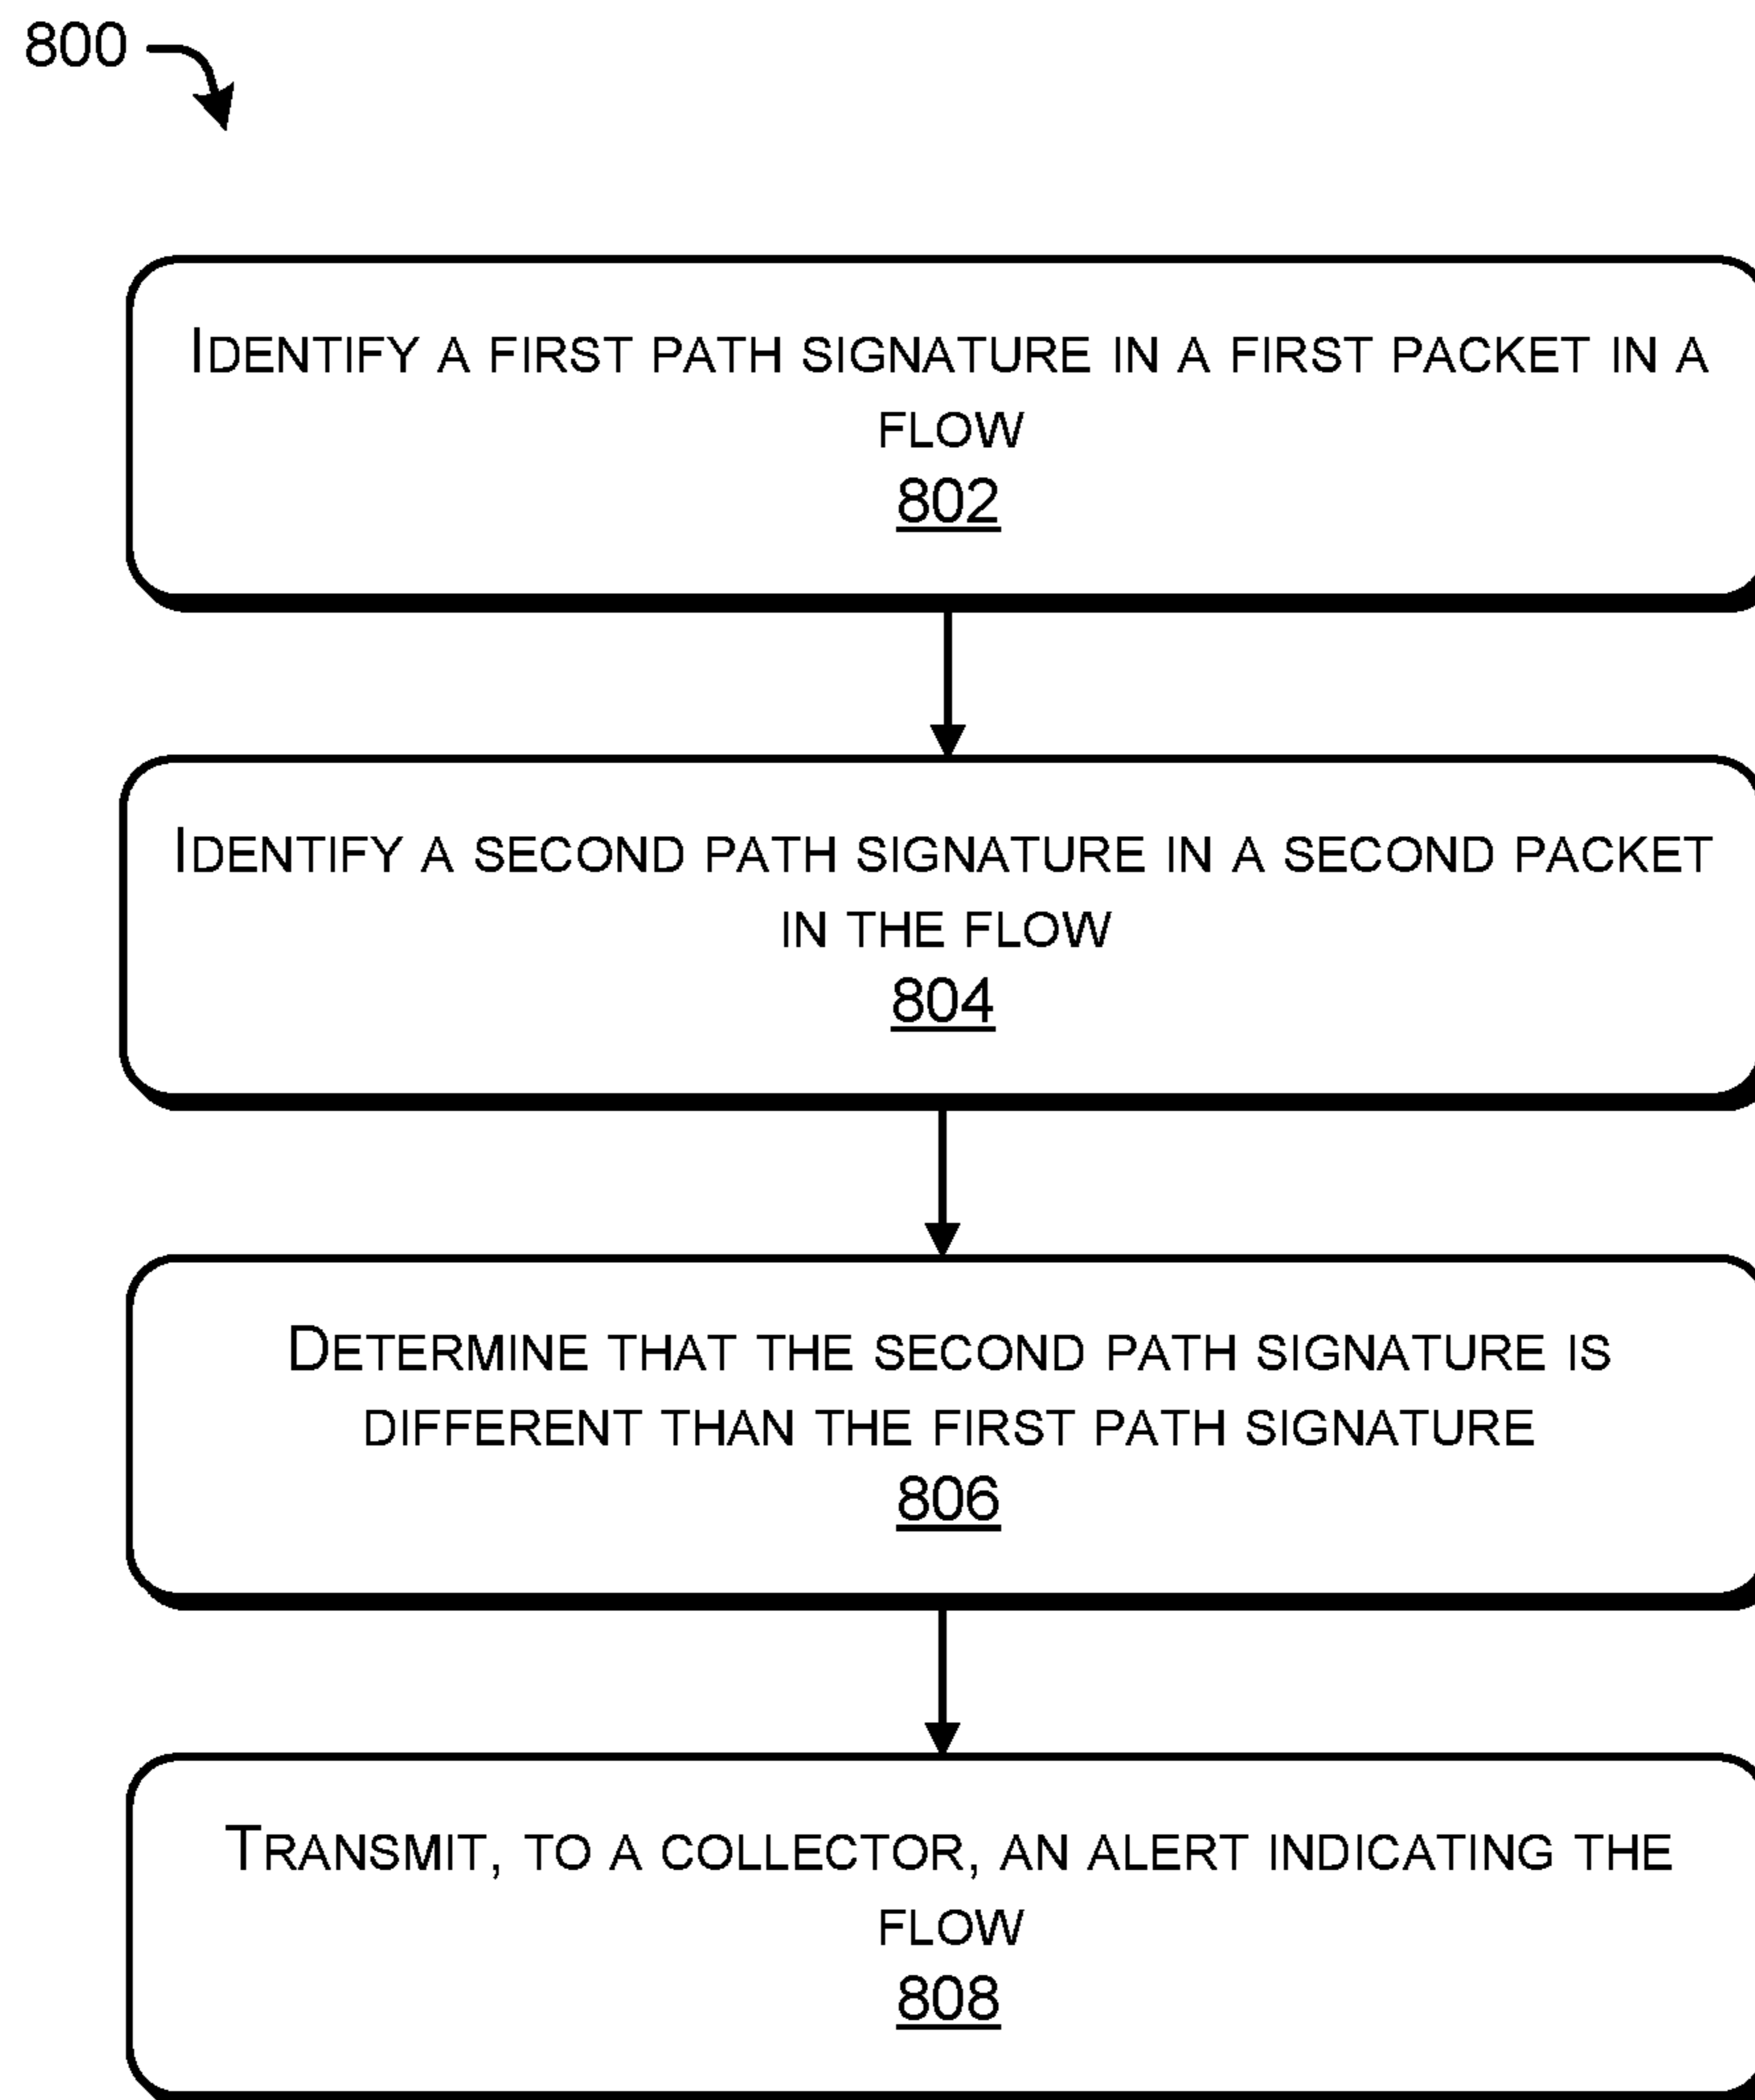 800
IDENTIFY A FIRST PATH SIGNATURE IN A FIRST PACKET IN A
FLOW
802
IDENTIFY A SECOND PATH SIGNATURE IN A SECOND PACKET
IN THE FLOW
804
DETERMINE THAT THE SECOND PATH SIGNATURE IS
DIFFERENT THAN THE FIRST PATH SIGNATURE
806
TRANSMIT, TO A COLLECTOR, AN ALERT INDICATING THE
FLOW
808